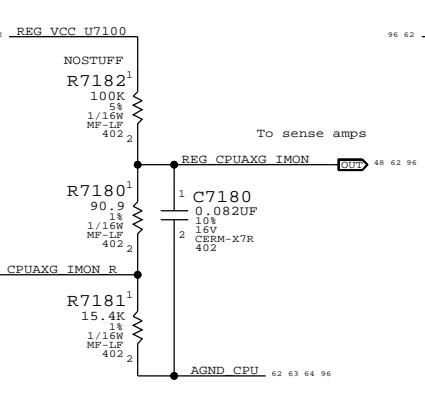 REG_VCC_U7100
96 62
NOSTUFF
R7182
1
100K
5%
1/16W
MF-LF
402
2
To sense amps
REG_CPUAXG_IMON
OUT
48 62 96
R7180
1
90.9
1%
1/16W
MF-LF
402
2
1
C7180
0.082UF
10%
16V
CERM-X7R
402
2
CPUAXG_IMON_R
R7181
1
15.4K
1%
1/16W
MF-LF
402
2
AGND_CPU
62 63 64 96